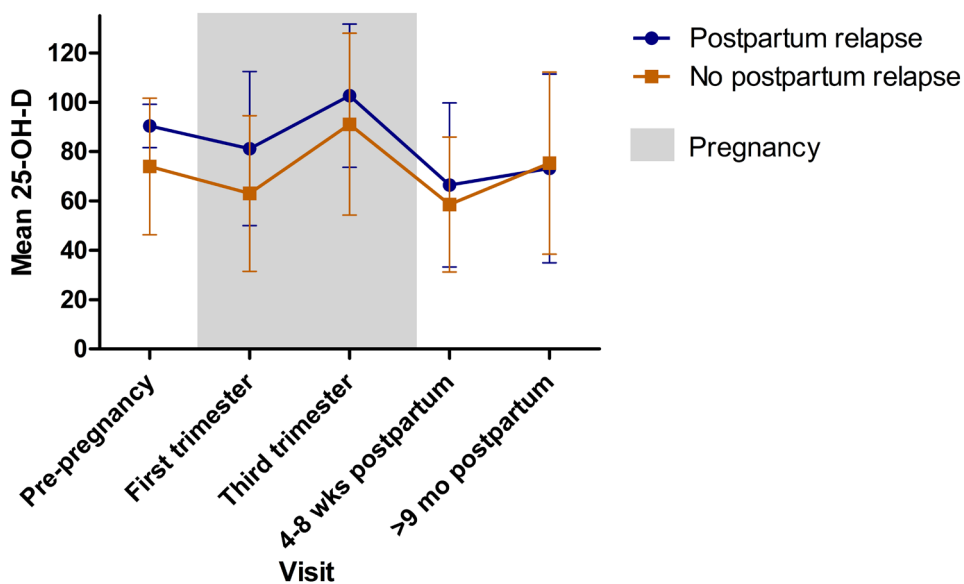 Mean 25-OH-D
120
100
80
60
40
20
0
Pre-pregnancy
First trimester
Third trimester
4-8 wks postpartum
>9 mo postpartum
Visit
Postpartum relapse
No postpartum relapse
Pregnancy